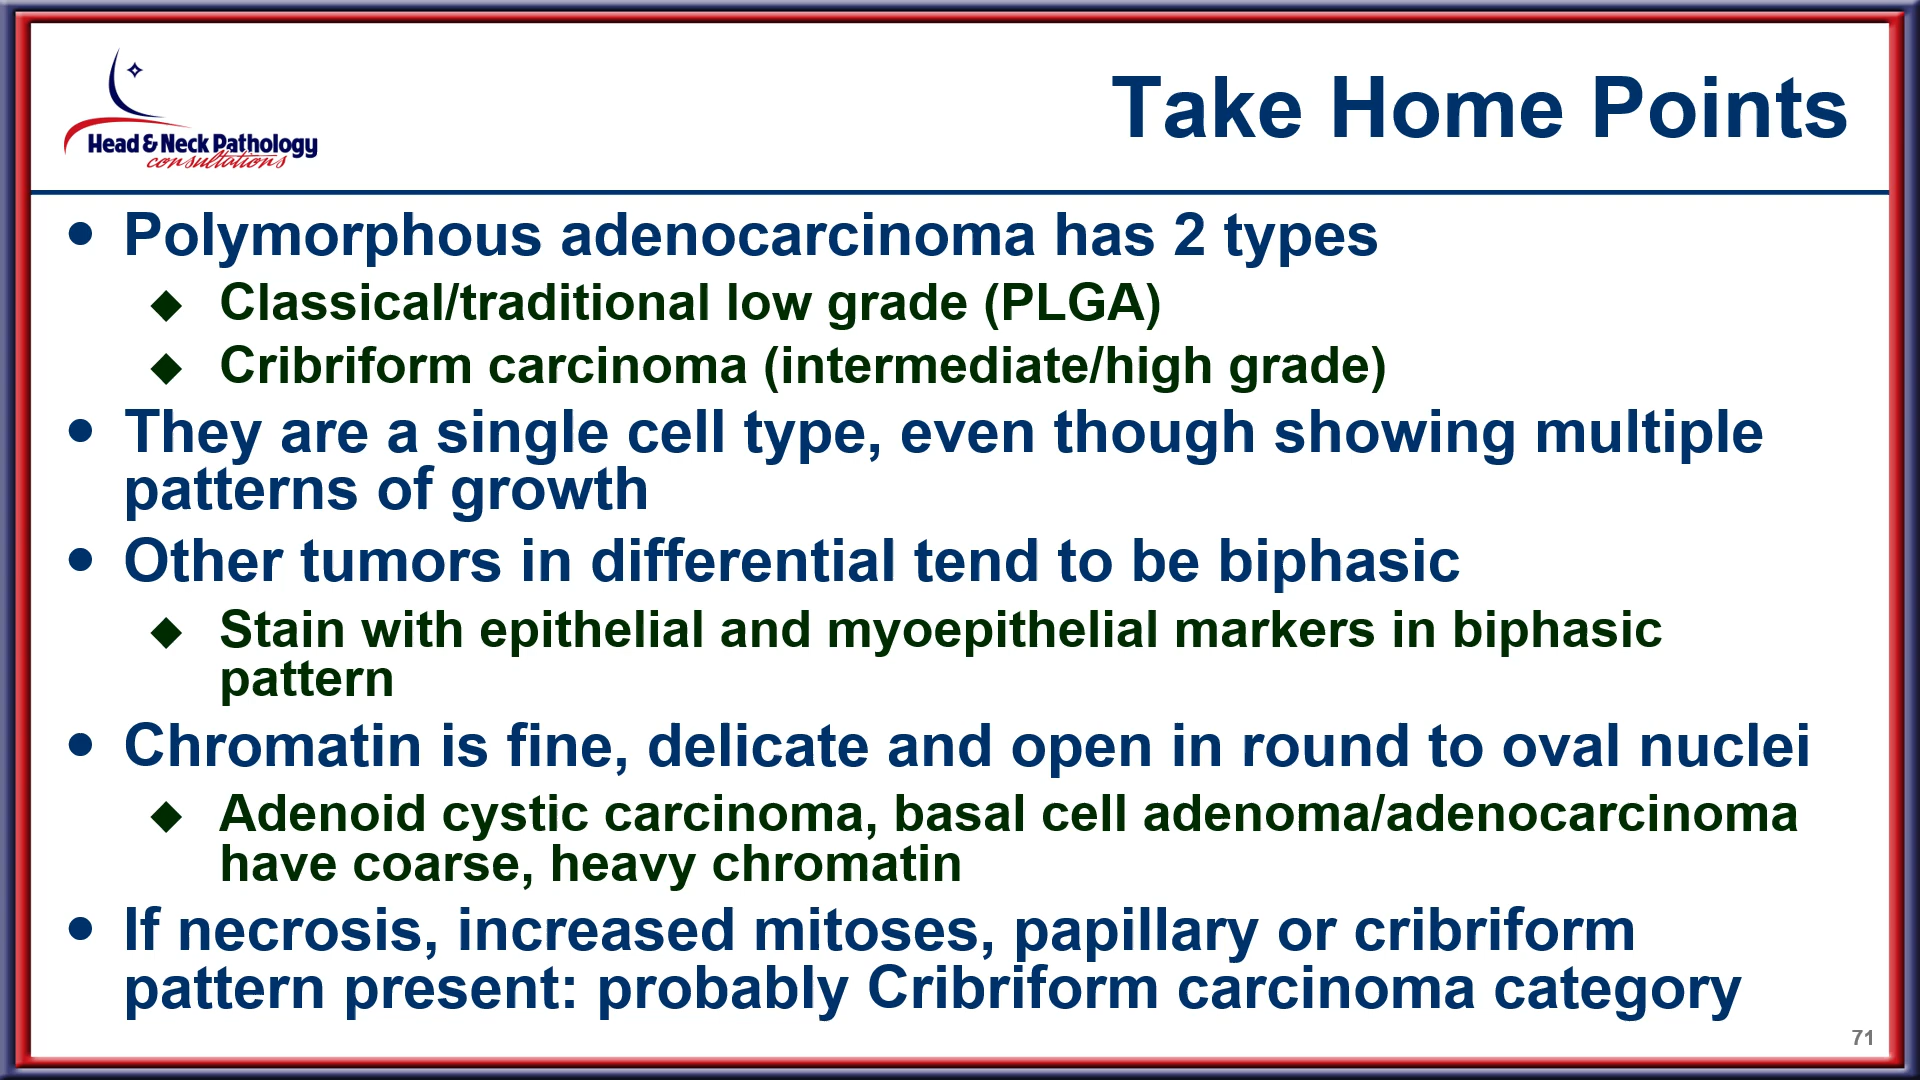 Head & Neck Pathology
consultations
Take Home Points
• Polymorphous adenocarcinoma has 2 types
◆ Classical/traditional low grade (PLGA)
◆ Cribriform carcinoma (intermediate/high grade)
• They are a single cell type, even though showing multiple
patterns of growth
• Other tumors in differential tend to be biphasic
◆ Stain with epithelial and myoepithelial markers in biphasic
pattern
• Chromatin is fine, delicate and open in round to oval nuclei
◆ Adenoid cystic carcinoma, basal cell adenoma/adenocarcinoma
have coarse, heavy chromatin
• If necrosis, increased mitoses, papillary or cribriform
pattern present: probably Cribriform carcinoma category
71